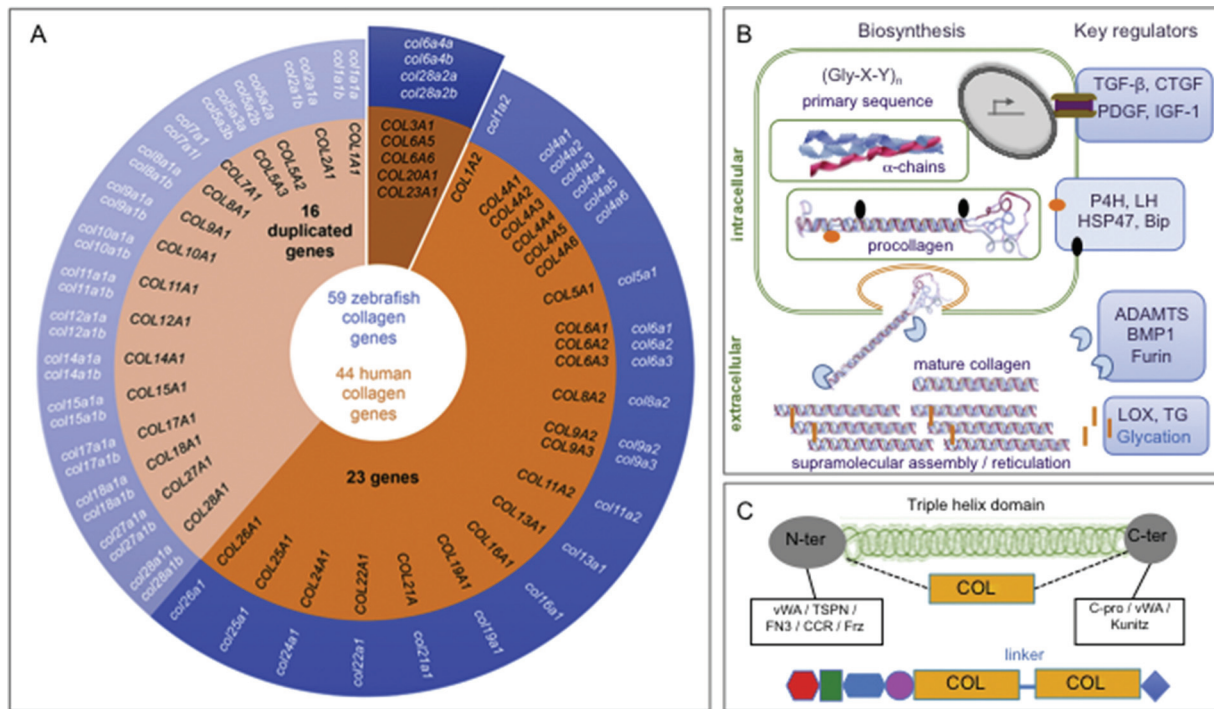 A
col6a4a
col6a4b
col28a2a
col28a2b
COL3A1
COL6A5
COL6A6
COL20A1
COL23A1
col1a2
col4a1
col4a2
col4a3
col4a4
col4a5
col4a6
col5a1
col6a1
col6a2
col6a3
col8a2
col9a2
col9a3
col11a2
col13a1
col16a1
col19a1
col21a1
col22a1
col24a1
col25a1
col26a1
COL1A2
COL4A1
COL4A2
COL4A3
COL4A4
COL4A5
COL4A6
COL5A1
COL6A1
COL6A2
COL6A3
COL8A2
COL9A2
COL9A3
COL11A2
COL13A1
COL16A1
COL19A1
COL21A
COL22A1
COL24A1
COL25A1
COL26A1
23 genes
col28a1a
col28a1b
col27a1a
col27a1b
col18a1a
col18a1b
col17a1a
col17a1b
col15a1a
col15a1b
col14a1a
col14a1b
col12a1a
col12a1b
col11a1a
col11a1b
col10a1a
col10a1b
col9a1a
col9a1b
col8a1a
col8a1b
col7a1
col7a1l
col5a3a
col5a3b
col5a2a
col5a2b
col2a1a
col2a1b
col1a1a
col1a1b
COL28A1
COL27A1
COL18A1
COL17A1
COL15A1
COL14A1
COL12A1
COL11A1
COL10A1
COL9A1
COL8A1
COL7A1
COL5A3
COL5A2
COL2A1
COL1A1
16
duplicated
genes
59 zebrafish
collagen
genes
44 human
collagen
genes
B
Biosynthesis
Key regulators
intracellular
extracellular
(Gly-X-Y)n
primary sequence
α-chains
procollagen
mature collagen
supramolecular assembly / reticulation
TGF-β, CTGF
PDGF, IGF-1
P4H, LH
HSP47, Bip
ADAMTS
BMP1
Furin
LOX, TG
Glycation
C
Triple helix domain
N-ter
C-ter
COL
vWA / TSPN /
FN3 / CCR / Frz
C-pro / vWA /
Kunitz
linker
COL
COL